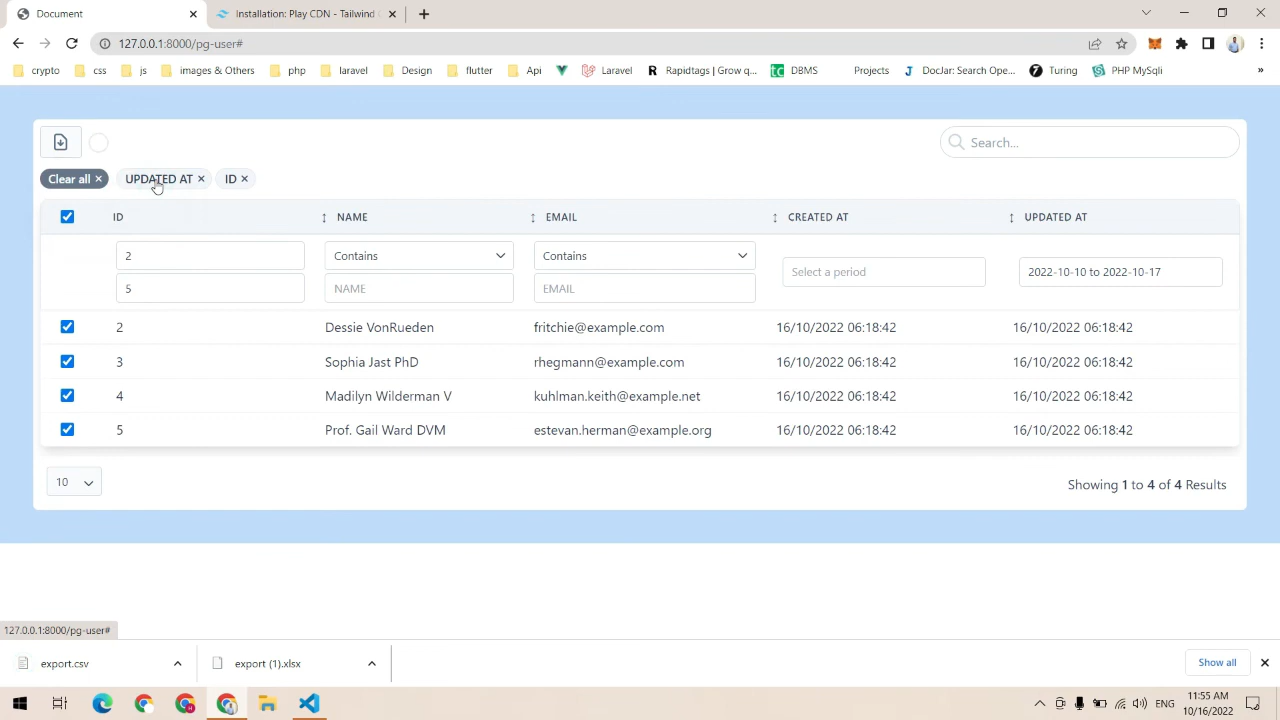 Document
Installation: Play CDN - Tailwind
127.0.0.1:8000/pg-user#
crypto css js images & Others php laravel Design flutter Api Laravel Rapidtags | Grow q... DBMS Projects DocJar: Search Ope... Turing PHP MySqli »
Search...
Clear all × UPDATED AT × ID ×
ID NAME EMAIL CREATED AT UPDATED AT
2 Contains Contains Select a period 2022-10-10 to 2022-10-17
5 NAME EMAIL
2 Dessie VonRueden fritchie@example.com 16/10/2022 06:18:42 16/10/2022 06:18:42
3 Sophia Jast PhD rhegmann@example.com 16/10/2022 06:18:42 16/10/2022 06:18:42
4 Madilyn Wilderman V kuhlman.keith@example.net 16/10/2022 06:18:42 16/10/2022 06:18:42
5 Prof. Gail Ward DVM estevan.herman@example.org 16/10/2022 06:18:42 16/10/2022 06:18:42
10 Showing 1 to 4 of 4 Results
127.0.0.1:8000/pg-user#
export.csv export (1).xlsx Show all
ENG 11:55 AM
10/16/2022